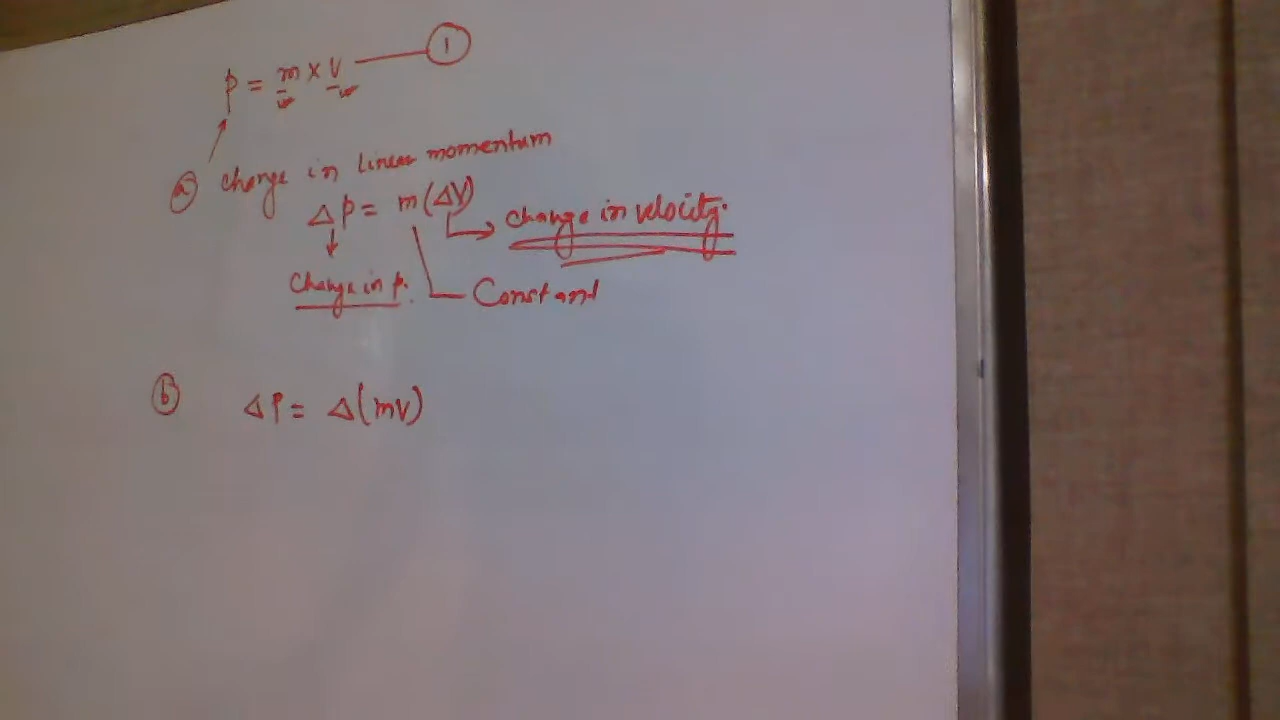 p = m × v — ①
ⓐ change in linear momentum
Δp = m(Δv)
change in velocity.
change in p.
Constant
ⓑ Δp = Δ(mv)